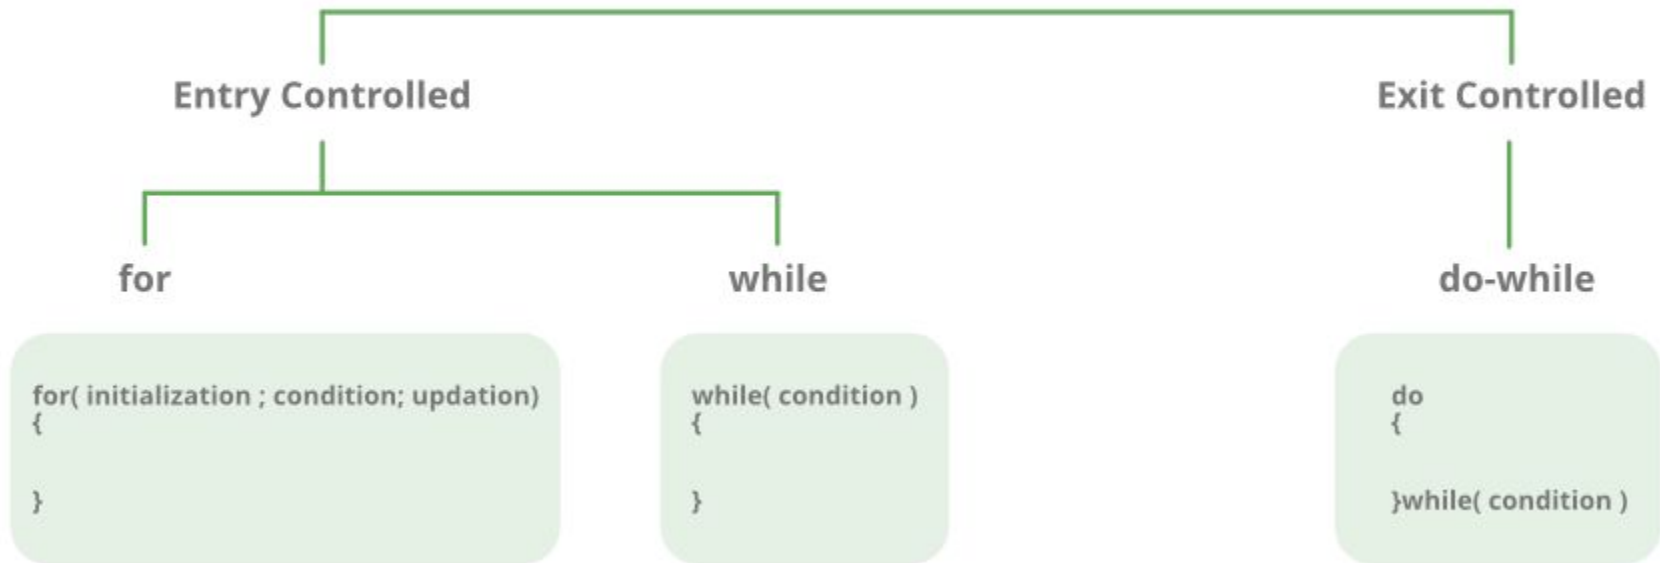 Entry Controlled
Exit Controlled
for
while
do-while
for( initialization ; condition; updation)
{
}
while( condition )
{
}
do
{
}while( condition )